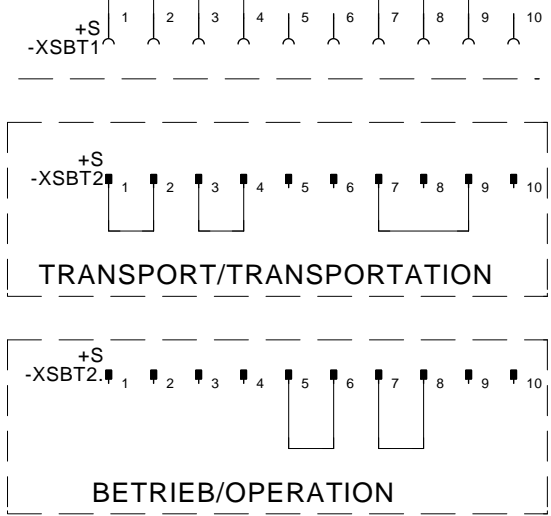 +S
-XSBT1 1 2 3 4 5 6 7 8 9 10
+S
-XSBT2 1 2 3 4 5 6 7 8 9 10
TRANSPORT/TRANSPORTATION
+S
-XSBT2. 1 2 3 4 5 6 7 8 9 10
BETRIEB/OPERATION